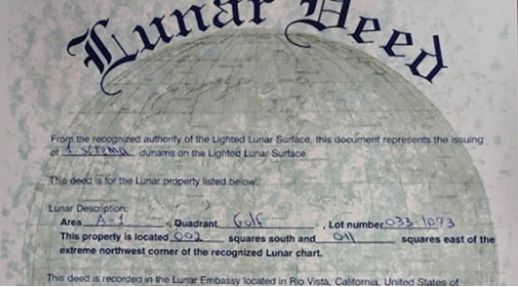 Lunar Deed
From the recognized authority of the Lighted Lunar Surface, this document represents the issuing
of 1 dunams on the Lighted Lunar Surface.
This deed is for the Lunar property listed below:
Lunar Description:
Area A-1, Quadrant Golf, Lot number 033-1073
This property is located 002 squares south and 011 squares east of the
extreme northwest corner of the recognized Lunar chart.
This deed is recorded in the Lunar Embassy located in Rio Vista, California, United States of